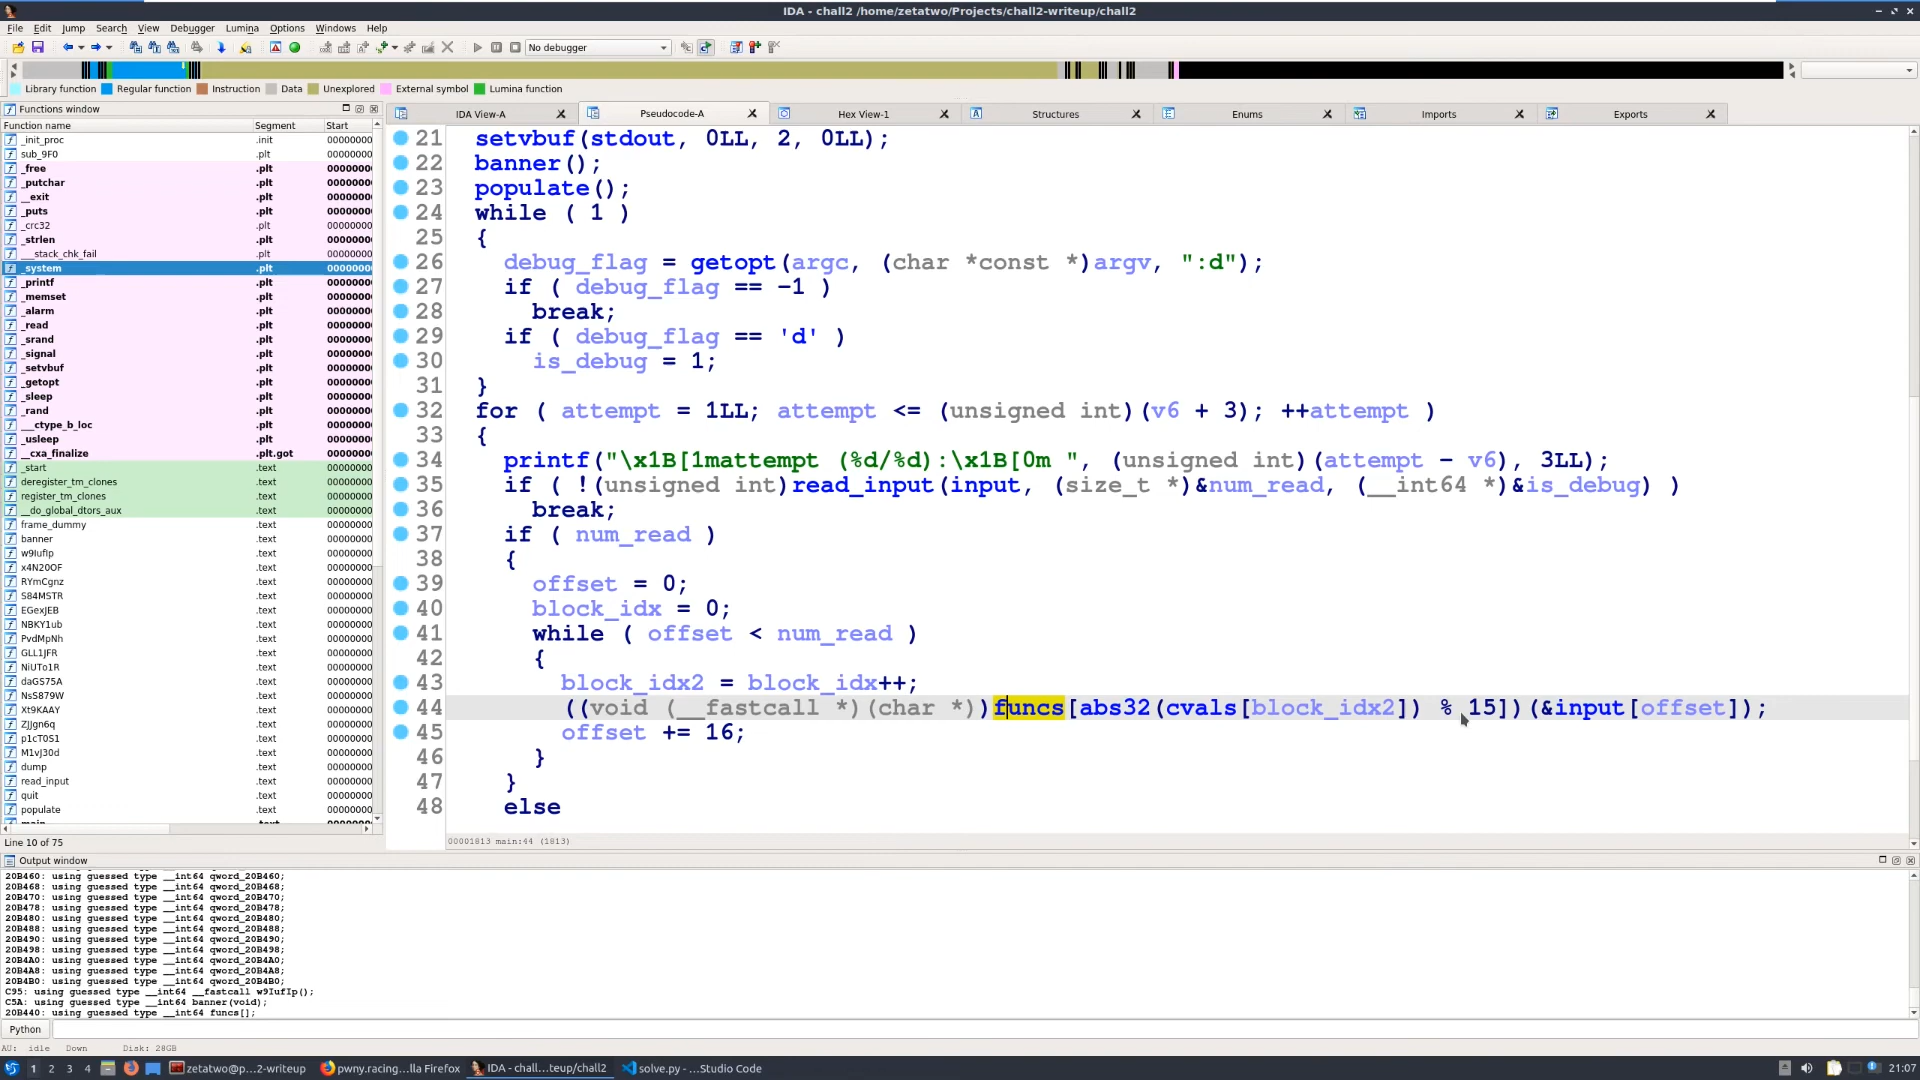 IDA - chall2 /home/zetatwo/Projects/chall2-writeup/chall2
File Edit Jump Search View Debugger Lumina Options Windows Help
No debugger
Library function Regular function Instruction Data Unexplored External symbol Lumina function
Functions window
IDA View-A Pseudocode-A Hex View-1 Structures Enums Imports Exports
Function name Segment Start
_init_proc .init 00000000
sub_9F0 .plt 00000000
_free .plt 00000000
_putchar .plt 00000000
__exit .plt 00000000
_puts .plt 00000000
_crc32 .plt 00000000
_strlen .plt 00000000
___stack_chk_fail .plt 00000000
_system .plt 00000000
_printf .plt 00000000
_memset .plt 00000000
_alarm .plt 00000000
_read .plt 00000000
_srand .plt 00000000
_signal .plt 00000000
_setvbuf .plt 00000000
_getopt .plt 00000000
_sleep .plt 00000000
_rand .plt 00000000
___ctype_b_loc .plt 00000000
_usleep .plt 00000000
__cxa_finalize .plt.got 00000000
_start .text 00000000
deregister_tm_clones .text 00000000
register_tm_clones .text 00000000
__do_global_dtors_aux .text 00000000
frame_dummy .text 00000000
banner .text 00000000
w9IufIp .text 00000000
x4N20OF .text 00000000
RYmCgnz .text 00000000
S84MSTR .text 00000000
EGexJEB .text 00000000
NBKY1ub .text 00000000
PvdMpNh .text 00000000
GLL1JFR .text 00000000
NiUTo1R .text 00000000
daGS75A .text 00000000
NsS879W .text 00000000
Xt9KAAY .text 00000000
ZJJgn6q .text 00000000
p1cT0S1 .text 00000000
M1vJ30d .text 00000000
dump .text 00000000
read_input .text 00000000
quit .text 00000000
populate .text 00000000
Line 10 of 75
21 setvbuf(stdout, 0LL, 2, 0LL);
22 banner();
23 populate();
24 while ( 1 )
25 {
26 debug_flag = getopt(argc, (char *const *)argv, ":d");
27 if ( debug_flag == -1 )
28 break;
29 if ( debug_flag == 'd' )
30 is_debug = 1;
31 }
32 for ( attempt = 1LL; attempt <= (unsigned int)(v6 + 3); ++attempt )
33 {
34 printf("\x1B[1mattempt (%d/%d):\x1B[0m ", (unsigned int)(attempt - v6), 3LL);
35 if ( !(unsigned int)read_input(input, (size_t *)&num_read, (__int64 *)&is_debug) )
36 break;
37 if ( num_read )
38 {
39 offset = 0;
40 block_idx = 0;
41 while ( offset < num_read )
42 {
43 block_idx2 = block_idx++;
44 ((void (__fastcall *)(char *))funcs[abs32(cvals[block_idx2]) % 15])(&input[offset]);
45 offset += 16;
46 }
47 }
48 else
00001813 main:44 (1813)
Output window
20B460: using guessed type __int64 qword_20B460;
20B468: using guessed type __int64 qword_20B468;
20B470: using guessed type __int64 qword_20B470;
20B478: using guessed type __int64 qword_20B478;
20B480: using guessed type __int64 qword_20B480;
20B488: using guessed type __int64 qword_20B488;
20B490: using guessed type __int64 qword_20B490;
20B498: using guessed type __int64 qword_20B498;
20B4A0: using guessed type __int64 qword_20B4A0;
20B4A8: using guessed type __int64 qword_20B4A8;
20B4B0: using guessed type __int64 qword_20B4B0;
C95: using guessed type __int64 __fastcall w9IufIp();
C5A: using guessed type __int64 banner(void);
20B440: using guessed type __int64 funcs[];
Python
AU: idle Down Disk: 28GB
1 2 3 4 zetatwo@p...2-writeup pwny.racing...lla Firefox IDA - chall...teup/chall2 solve.py - ...Studio Code 21:07